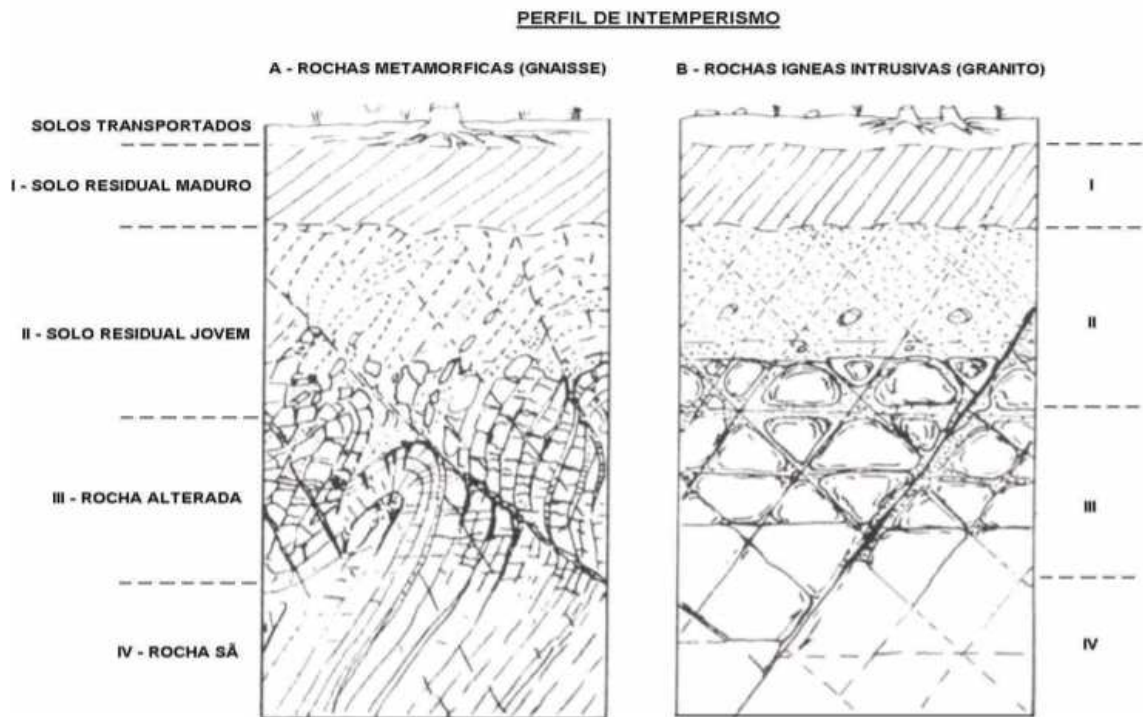 PERFIL DE INTEMPERISMO
A - ROCHAS METAMORFICAS (GNAISSE)
B - ROCHAS IGNEAS INTRUSIVAS (GRANITO)
SOLOS TRANSPORTADOS
I - SOLO RESIDUAL MADURO
I
II - SOLO RESIDUAL JOVEM
II
III - ROCHA ALTERADA
III
IV - ROCHA SÃ
IV